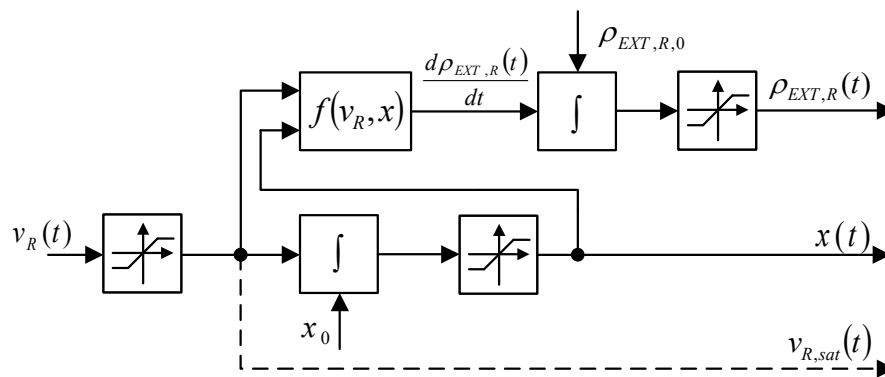 ρ_{EXT,R,0}
dρ_{EXT,R}(t)/dt
ρ_{EXT,R}(t)
f(v_R, x)
∫
v_R(t)
∫
x(t)
x_0
v_{R,sat}(t)